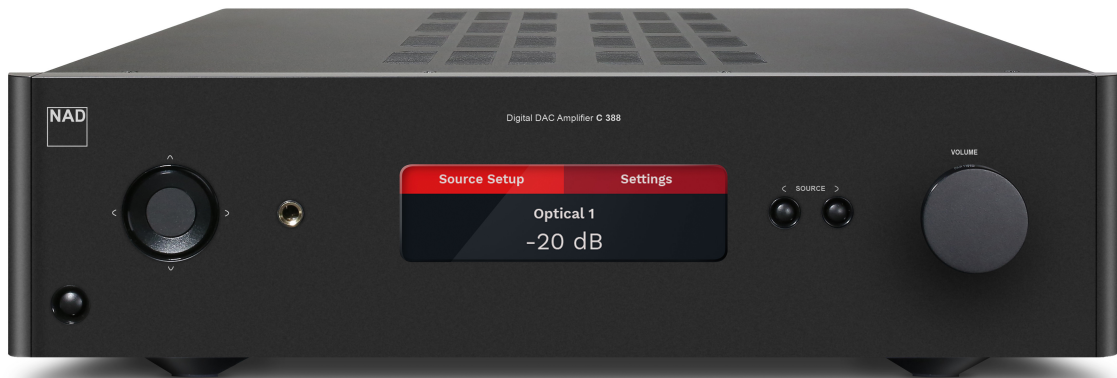 NAD
Digital DAC Amplifier C 388
VOLUME
Source Setup
Settings
SOURCE
Optical 1
-20 dB